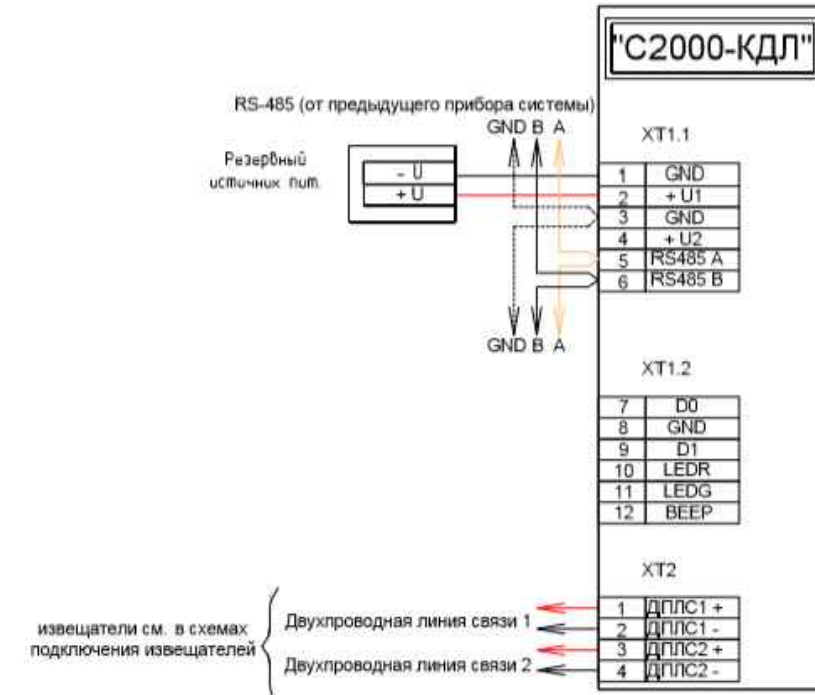 "С2000-КДЛ"
RS-485 (от предыдущего прибора системы)
GND B A
XT1.1
Резервный
источник пит.
- U
+ U
1 GND
2 + U1
3 GND
4 + U2
5 RS485 A
6 RS485 B
GND B A
XT1.2
7 D0
8 GND
9 D1
10 LEDR
11 LEDG
12 BEEP
XT2
извещатели см. в схемах
подключения извещателей
Двухпроводная линия связи 1
Двухпроводная линия связи 2
1 ДПЛС1 +
2 ДПЛС1 -
3 ДПЛС2 +
4 ДПЛС2 -